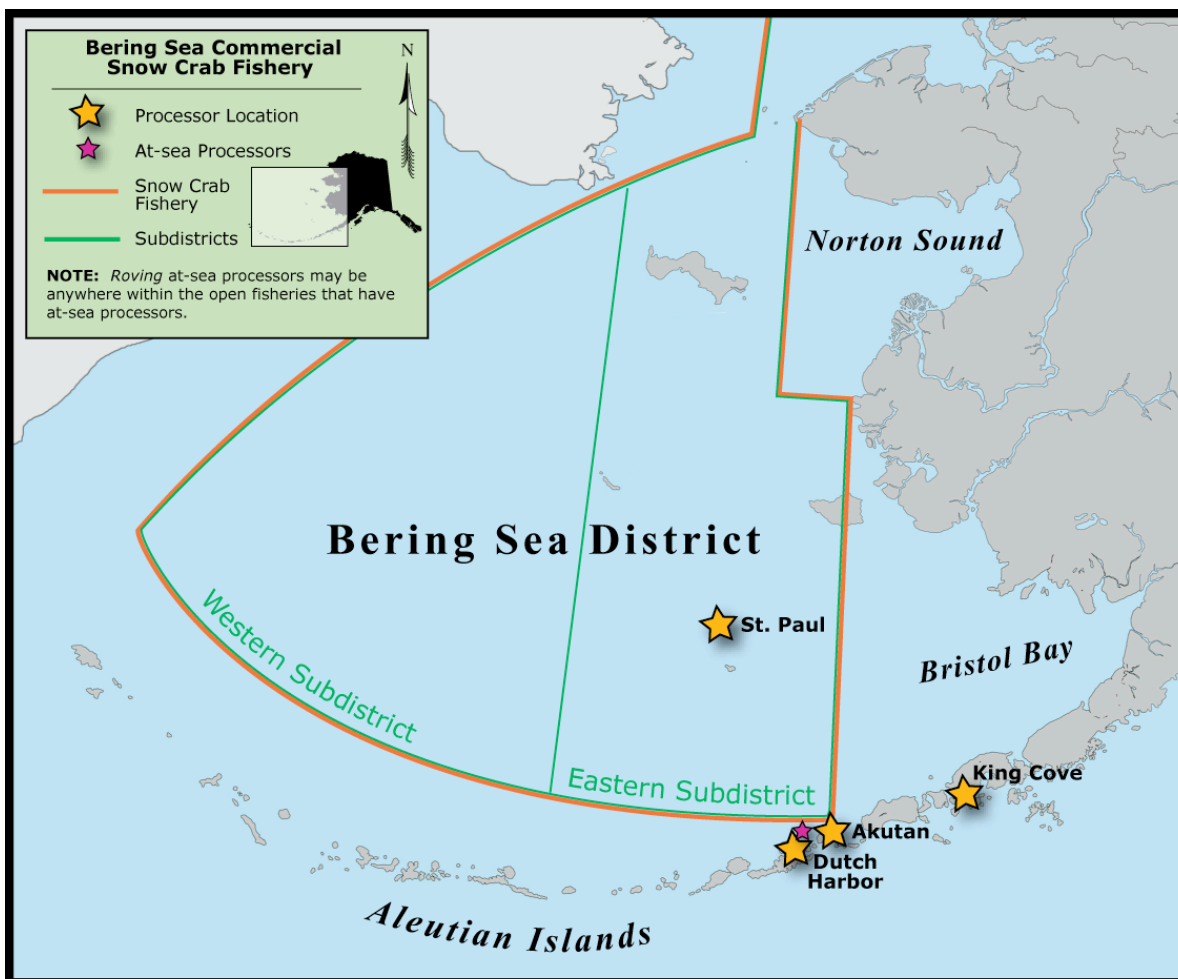 Bering Sea Commercial
Snow Crab Fishery
N
Processor Location
At-sea Processors
Snow Crab
Fishery
Subdistricts
NOTE: Roving at-sea processors may be
anywhere within the open fisheries that have
at-sea processors.
Norton Sound
Bering Sea District
Western Subdistrict
St. Paul
Bristol Bay
Eastern Subdistrict
King Cove
Akutan
Dutch
Harbor
Aleutian Islands